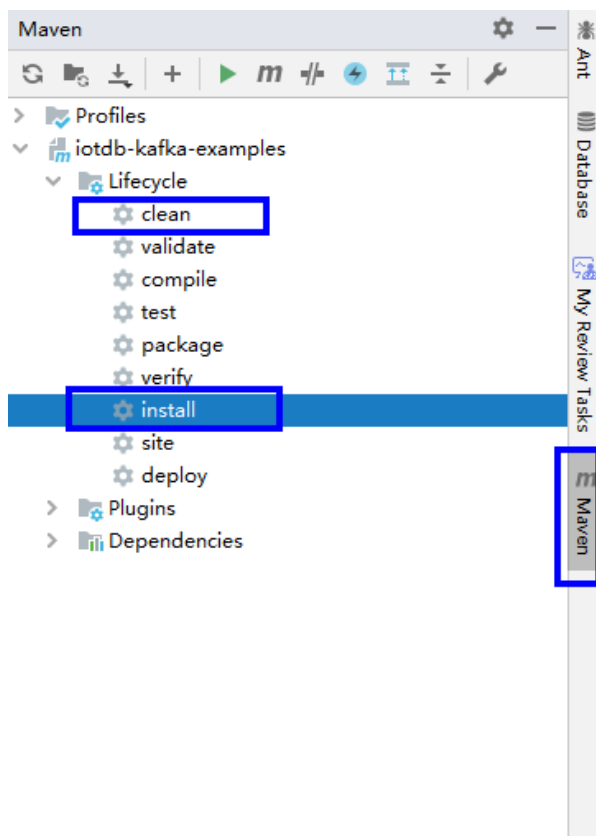 Maven
Profiles
iotdb-kafka-examples
Lifecycle
clean
validate
compile
test
package
verify
install
site
deploy
Plugins
Dependencies
Ant
Database
My Review Tasks
Maven